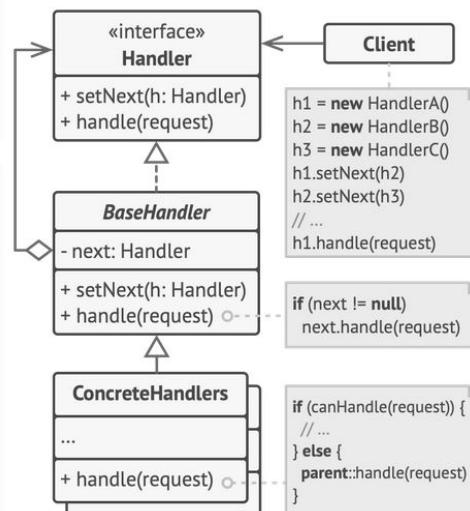 «interface»
Handler
+ setNext(h: Handler)
+ handle(request)
Client
h1 = new HandlerA()
h2 = new HandlerB()
h3 = new HandlerC()
h1.setNext(h2)
h2.setNext(h3)
// ...
h1.handle(request)
BaseHandler
- next: Handler
+ setNext(h: Handler)
+ handle(request)
if (next != null)
next.handle(request)
ConcreteHandlers
...
+ handle(request)
if (canHandle(request)) {
// ...
} else {
parent::handle(request)
}